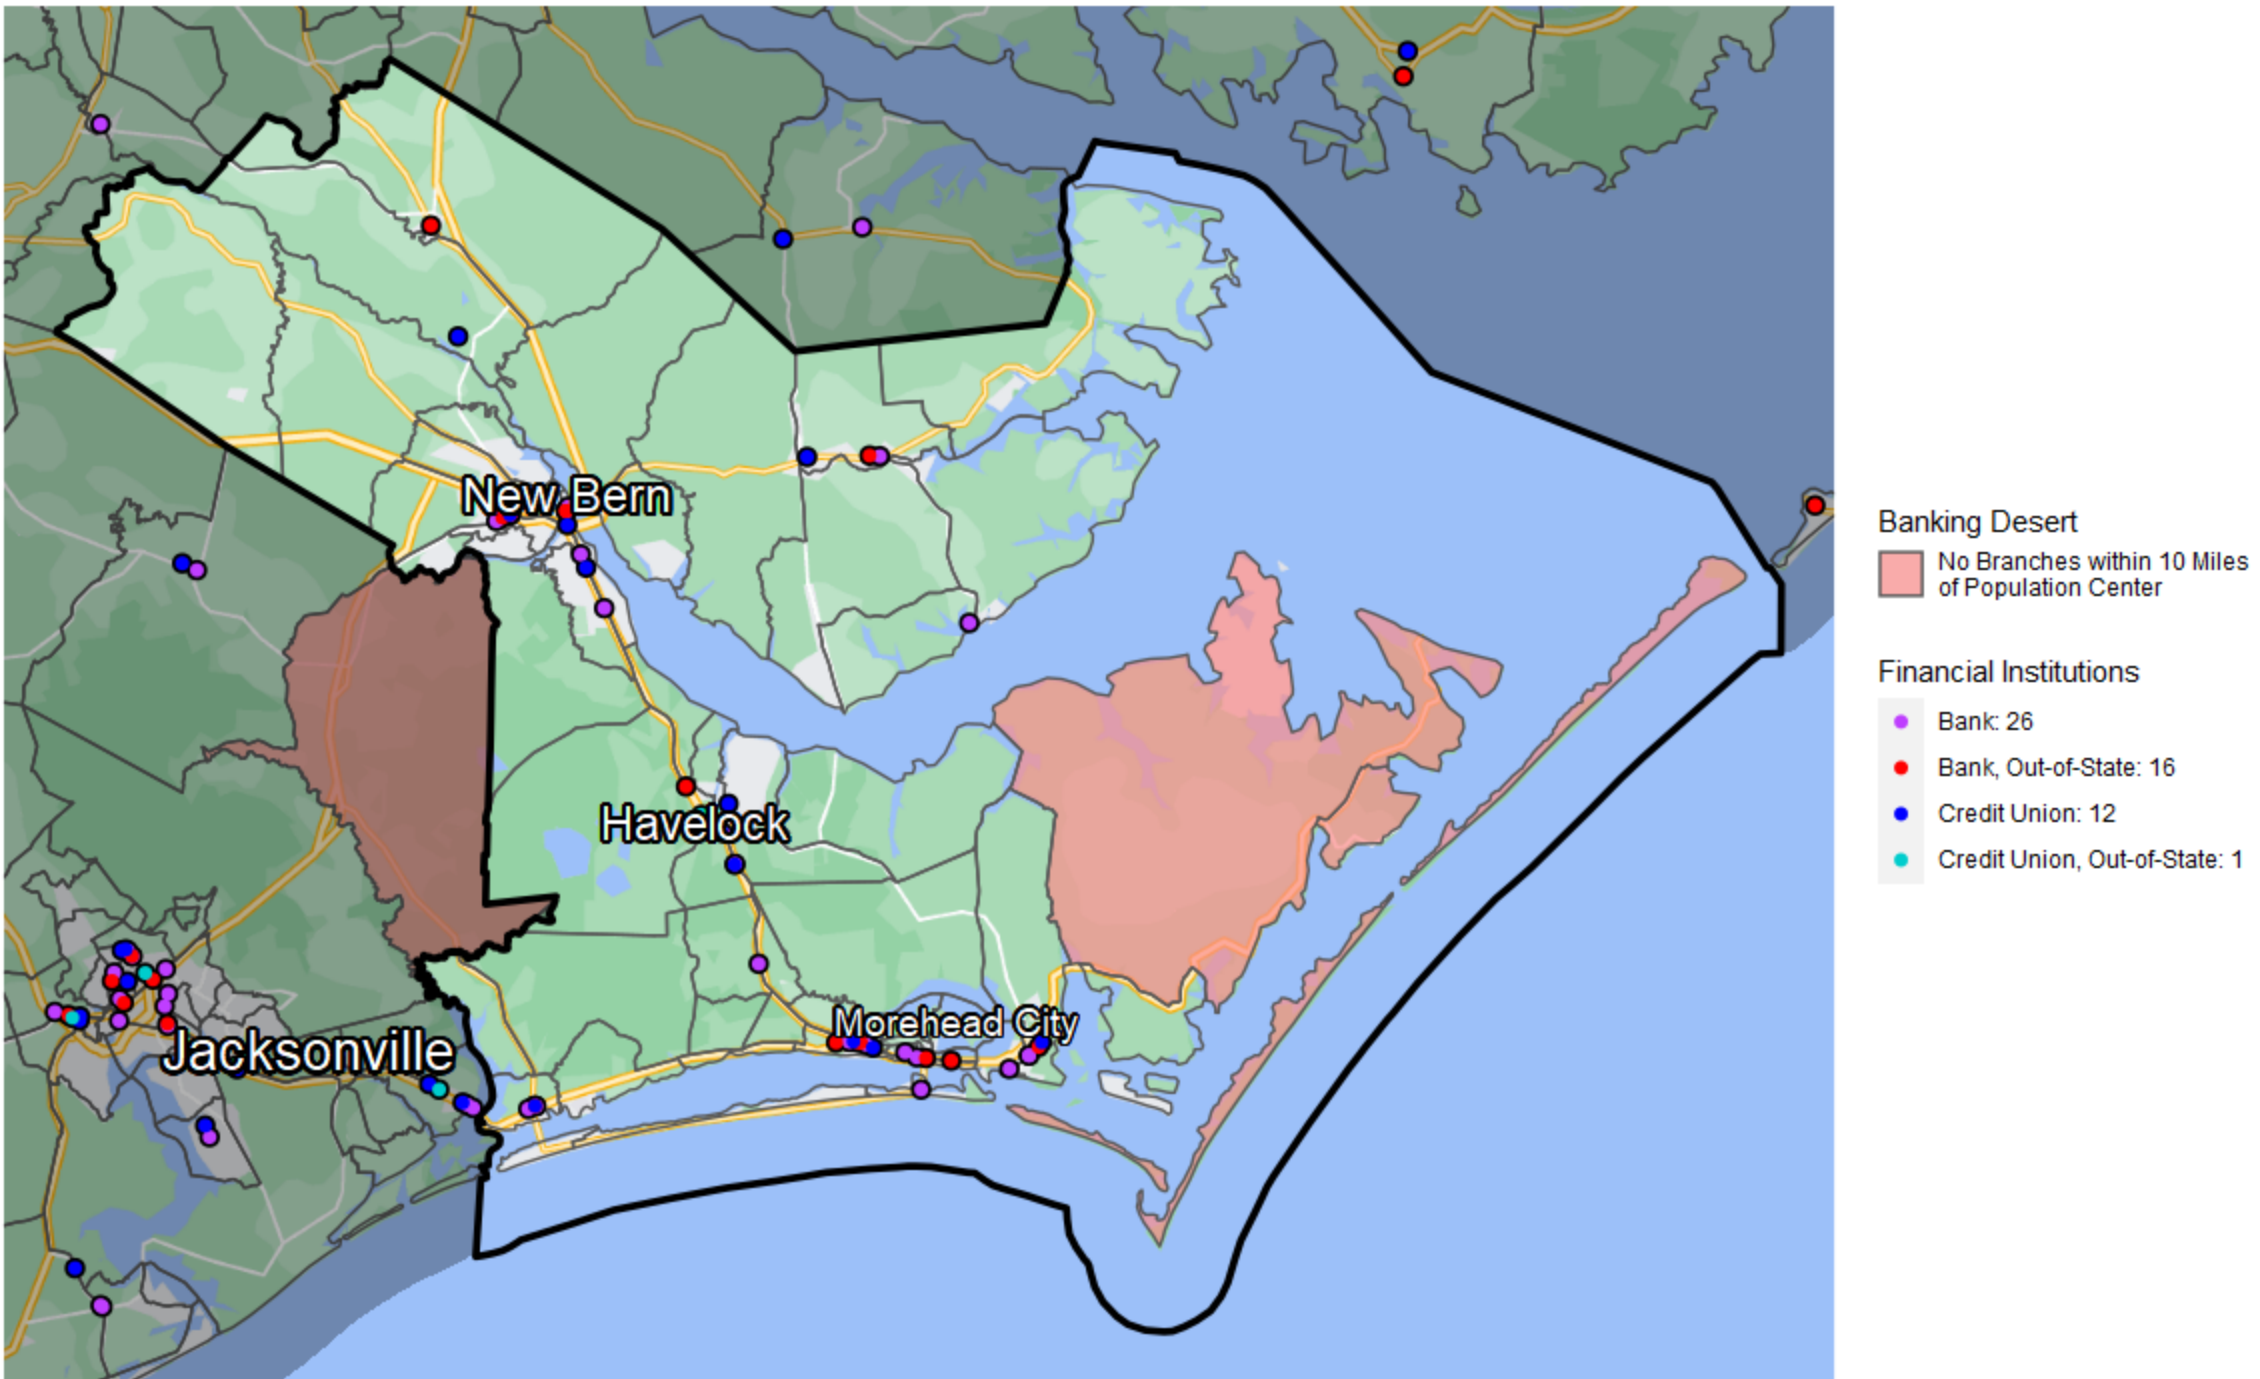 New Bern
Havelock
Morehead City
Jacksonville
Banking Desert
No Branches within 10 Miles
of Population Center
Financial Institutions
Bank: 26
Bank, Out-of-State: 16
Credit Union: 12
Credit Union, Out-of-State: 1